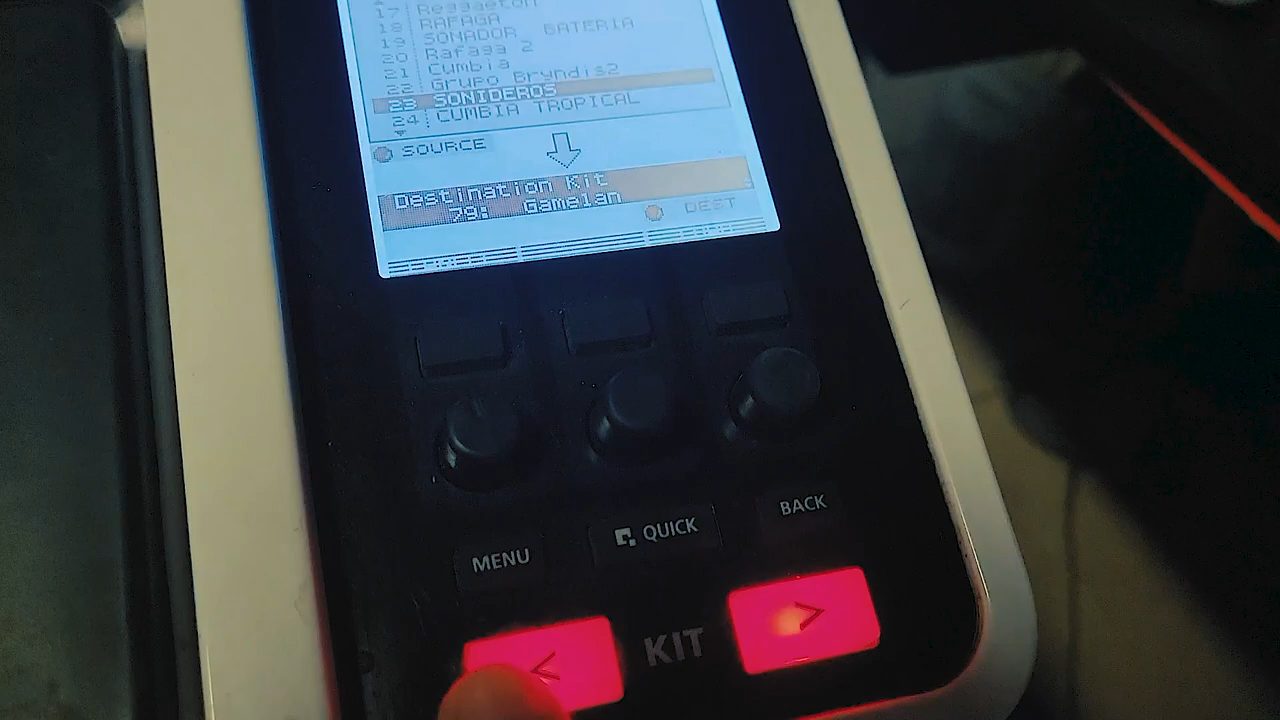 17 Reggaeton
18 RAFAGA
19 SONADOR BATERIA
20 Rafaga 2
21 Cumbia
22 Grupo Bryndis2
23 SONIDEROS
24 CUMBIA TROPICAL
SOURCE
Destination Kit
79: Gamelan
DEST
MENU
QUICK
BACK
<
KIT
>